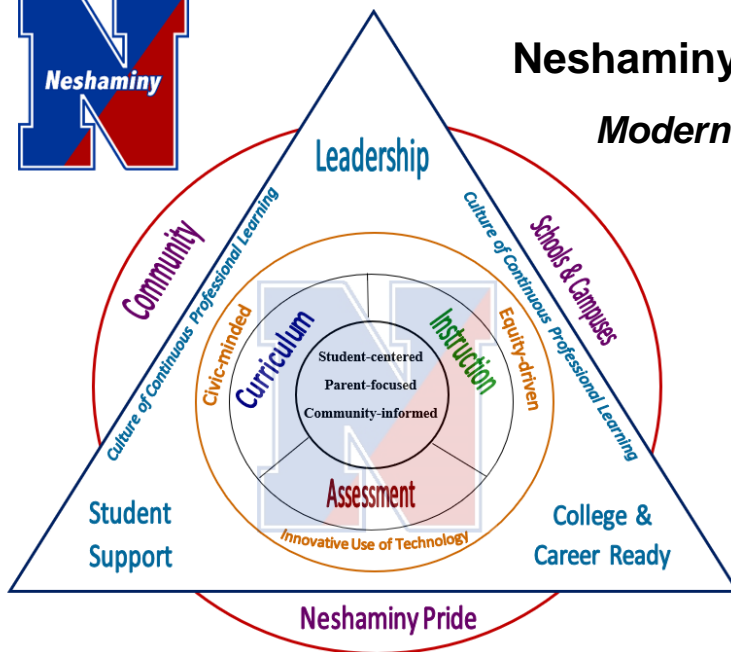 Neshaminy
Neshaminy
Modern
Leadership
Community
Culture of Continuous Professional Learning
Culture of Continuous Professional Learning
Schools & Campuses
Civic-minded
Curriculum
Instruction
Equity-driven
Student-centered
Parent-focused
Community-informed
Assessment
Innovative Use of Technology
Student
Support
College &
Career Ready
Neshaminy Pride